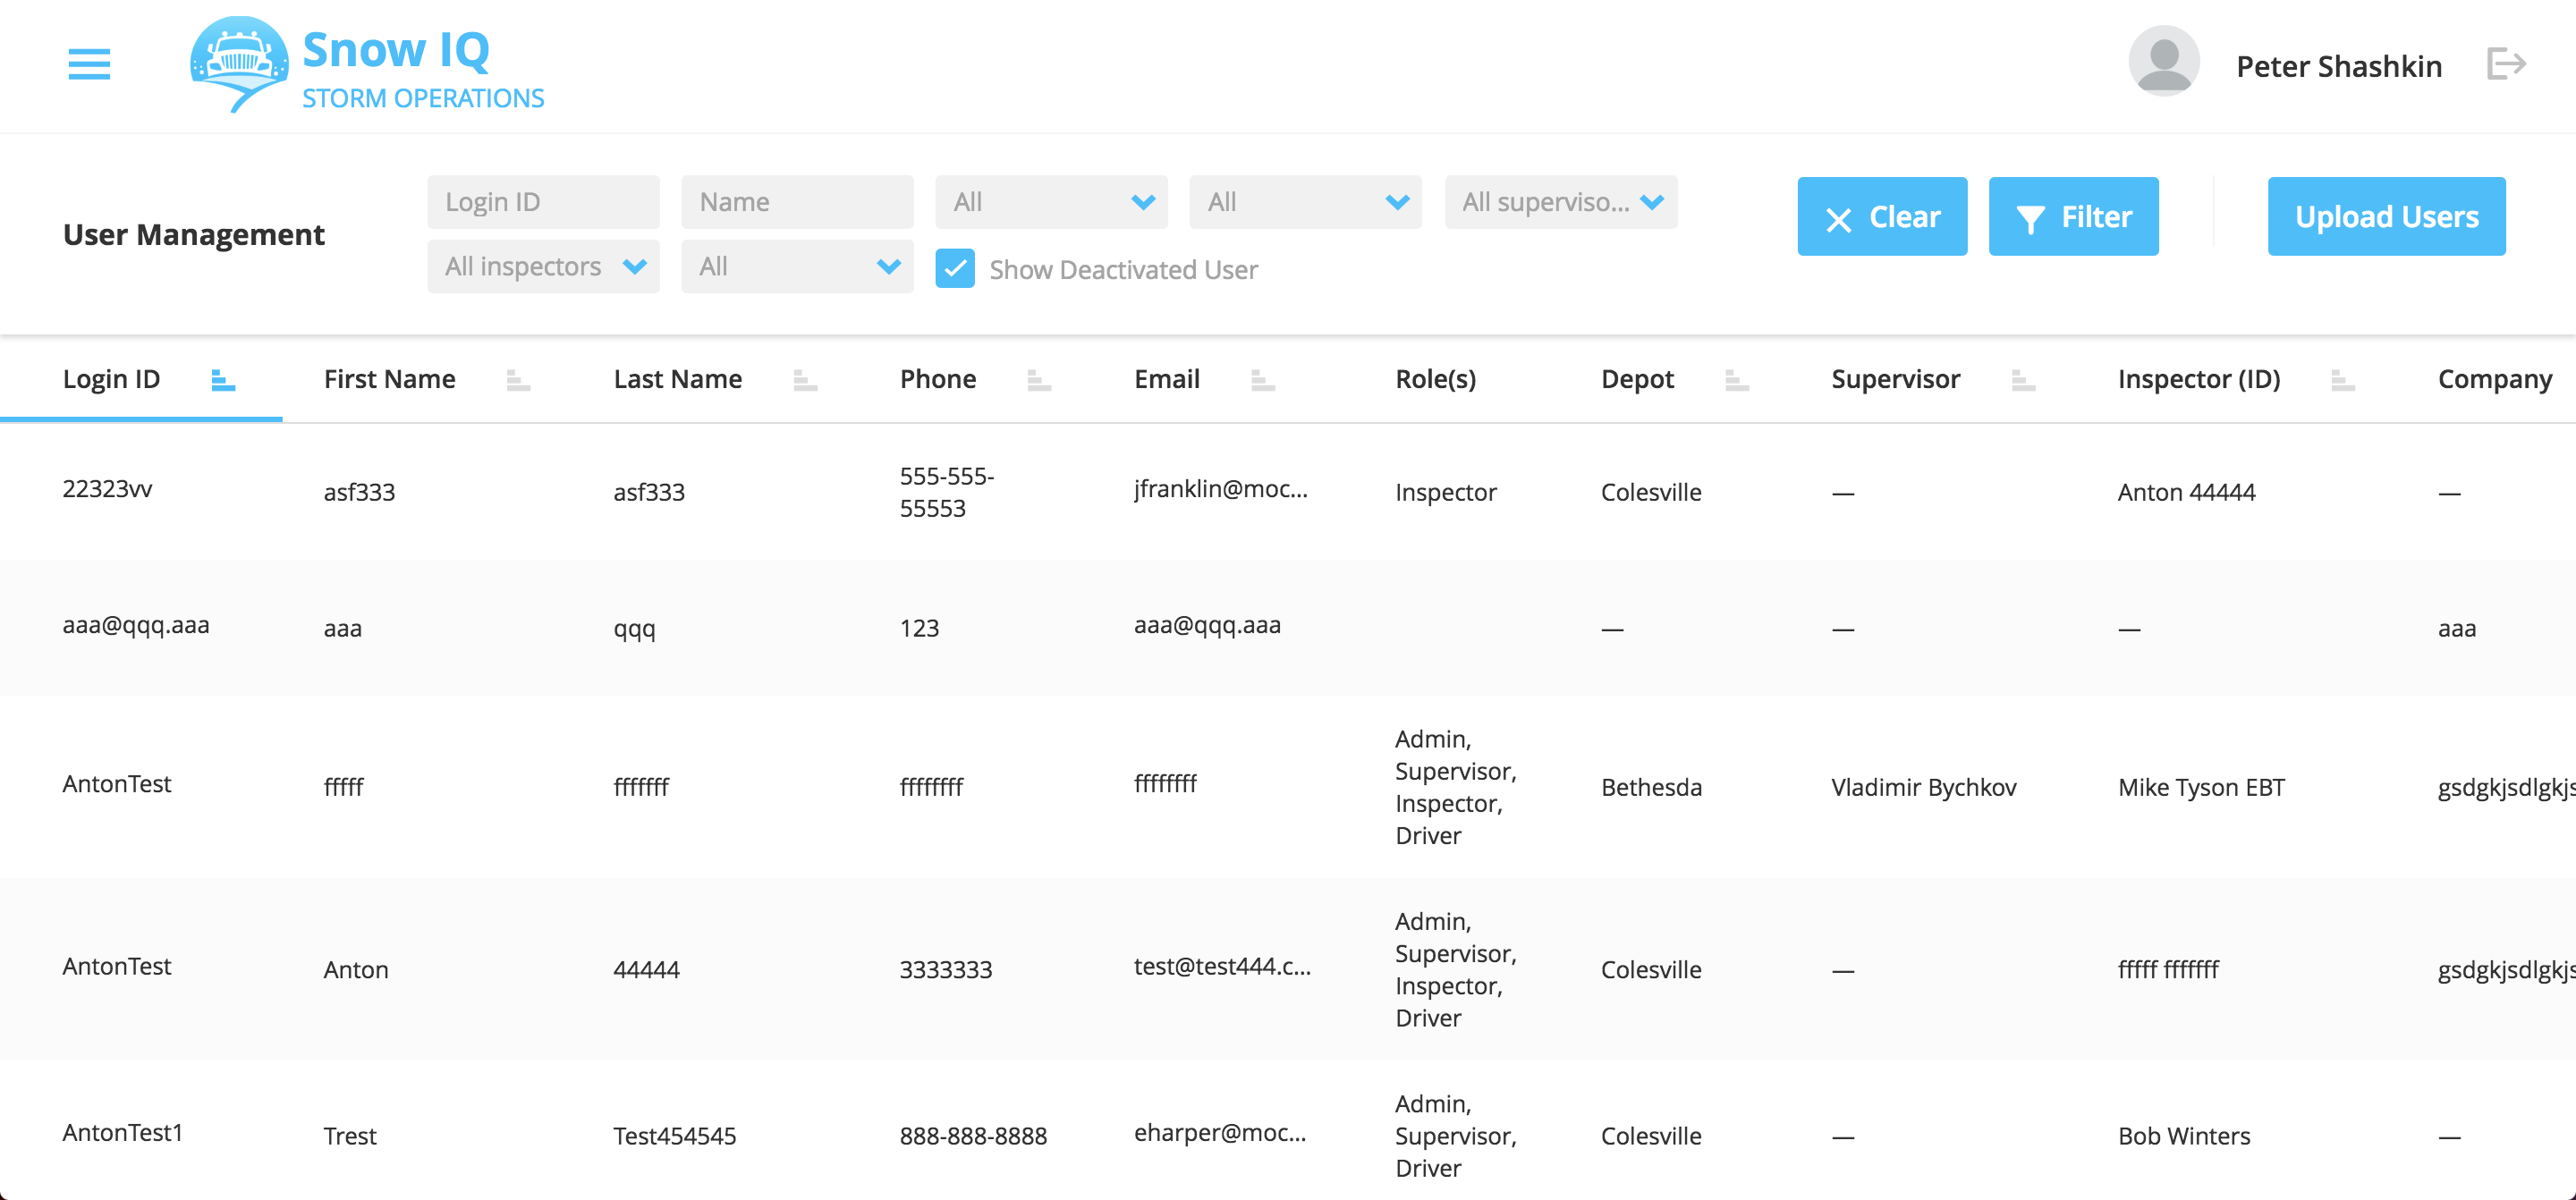 Snow IQ
STORM OPERATIONS
Peter Shashkin
User Management
Login ID
Name
All
All
All superviso...
All inspectors
All
Show Deactivated User
Clear
Filter
Upload Users
Login ID First Name Last Name Phone Email Role(s) Depot Supervisor Inspector (ID) Company
22323vv asf333 asf333 555-555-55553 jfranklin@moc... Inspector Colesville — Anton 44444 —
aaa@qqq.aaa aaa qqq 123 aaa@qqq.aaa — — — aaa
AntonTest fffff fffffff ffffffff ffffffff Admin, Supervisor, Inspector, Driver Bethesda Vladimir Bychkov Mike Tyson EBT gsdgkjsdlgkjs
AntonTest Anton 44444 3333333 test@test444.c... Admin, Supervisor, Inspector, Driver Colesville — fffff fffffff gsdgkjsdlgkjs
AntonTest1 Trest Test454545 888-888-8888 eharper@moc... Admin, Supervisor, Driver Colesville — Bob Winters —